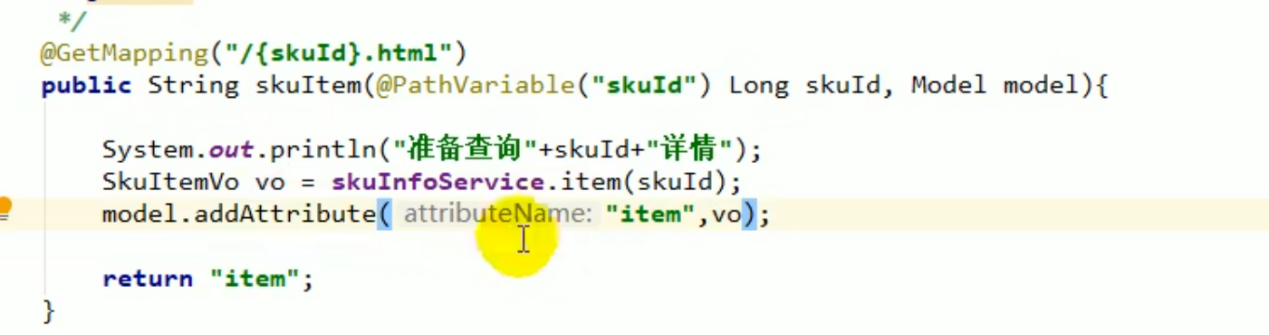 */
@GetMapping("/{skuId}.html")
public String skuItem(@PathVariable("skuId") Long skuId, Model model){
System.out.println("准备查询"+skuId+"详情");
SkuItemVo vo = skuInfoService.item(skuId);
model.addAttribute( attributeName: "item",vo);
return "item";
}